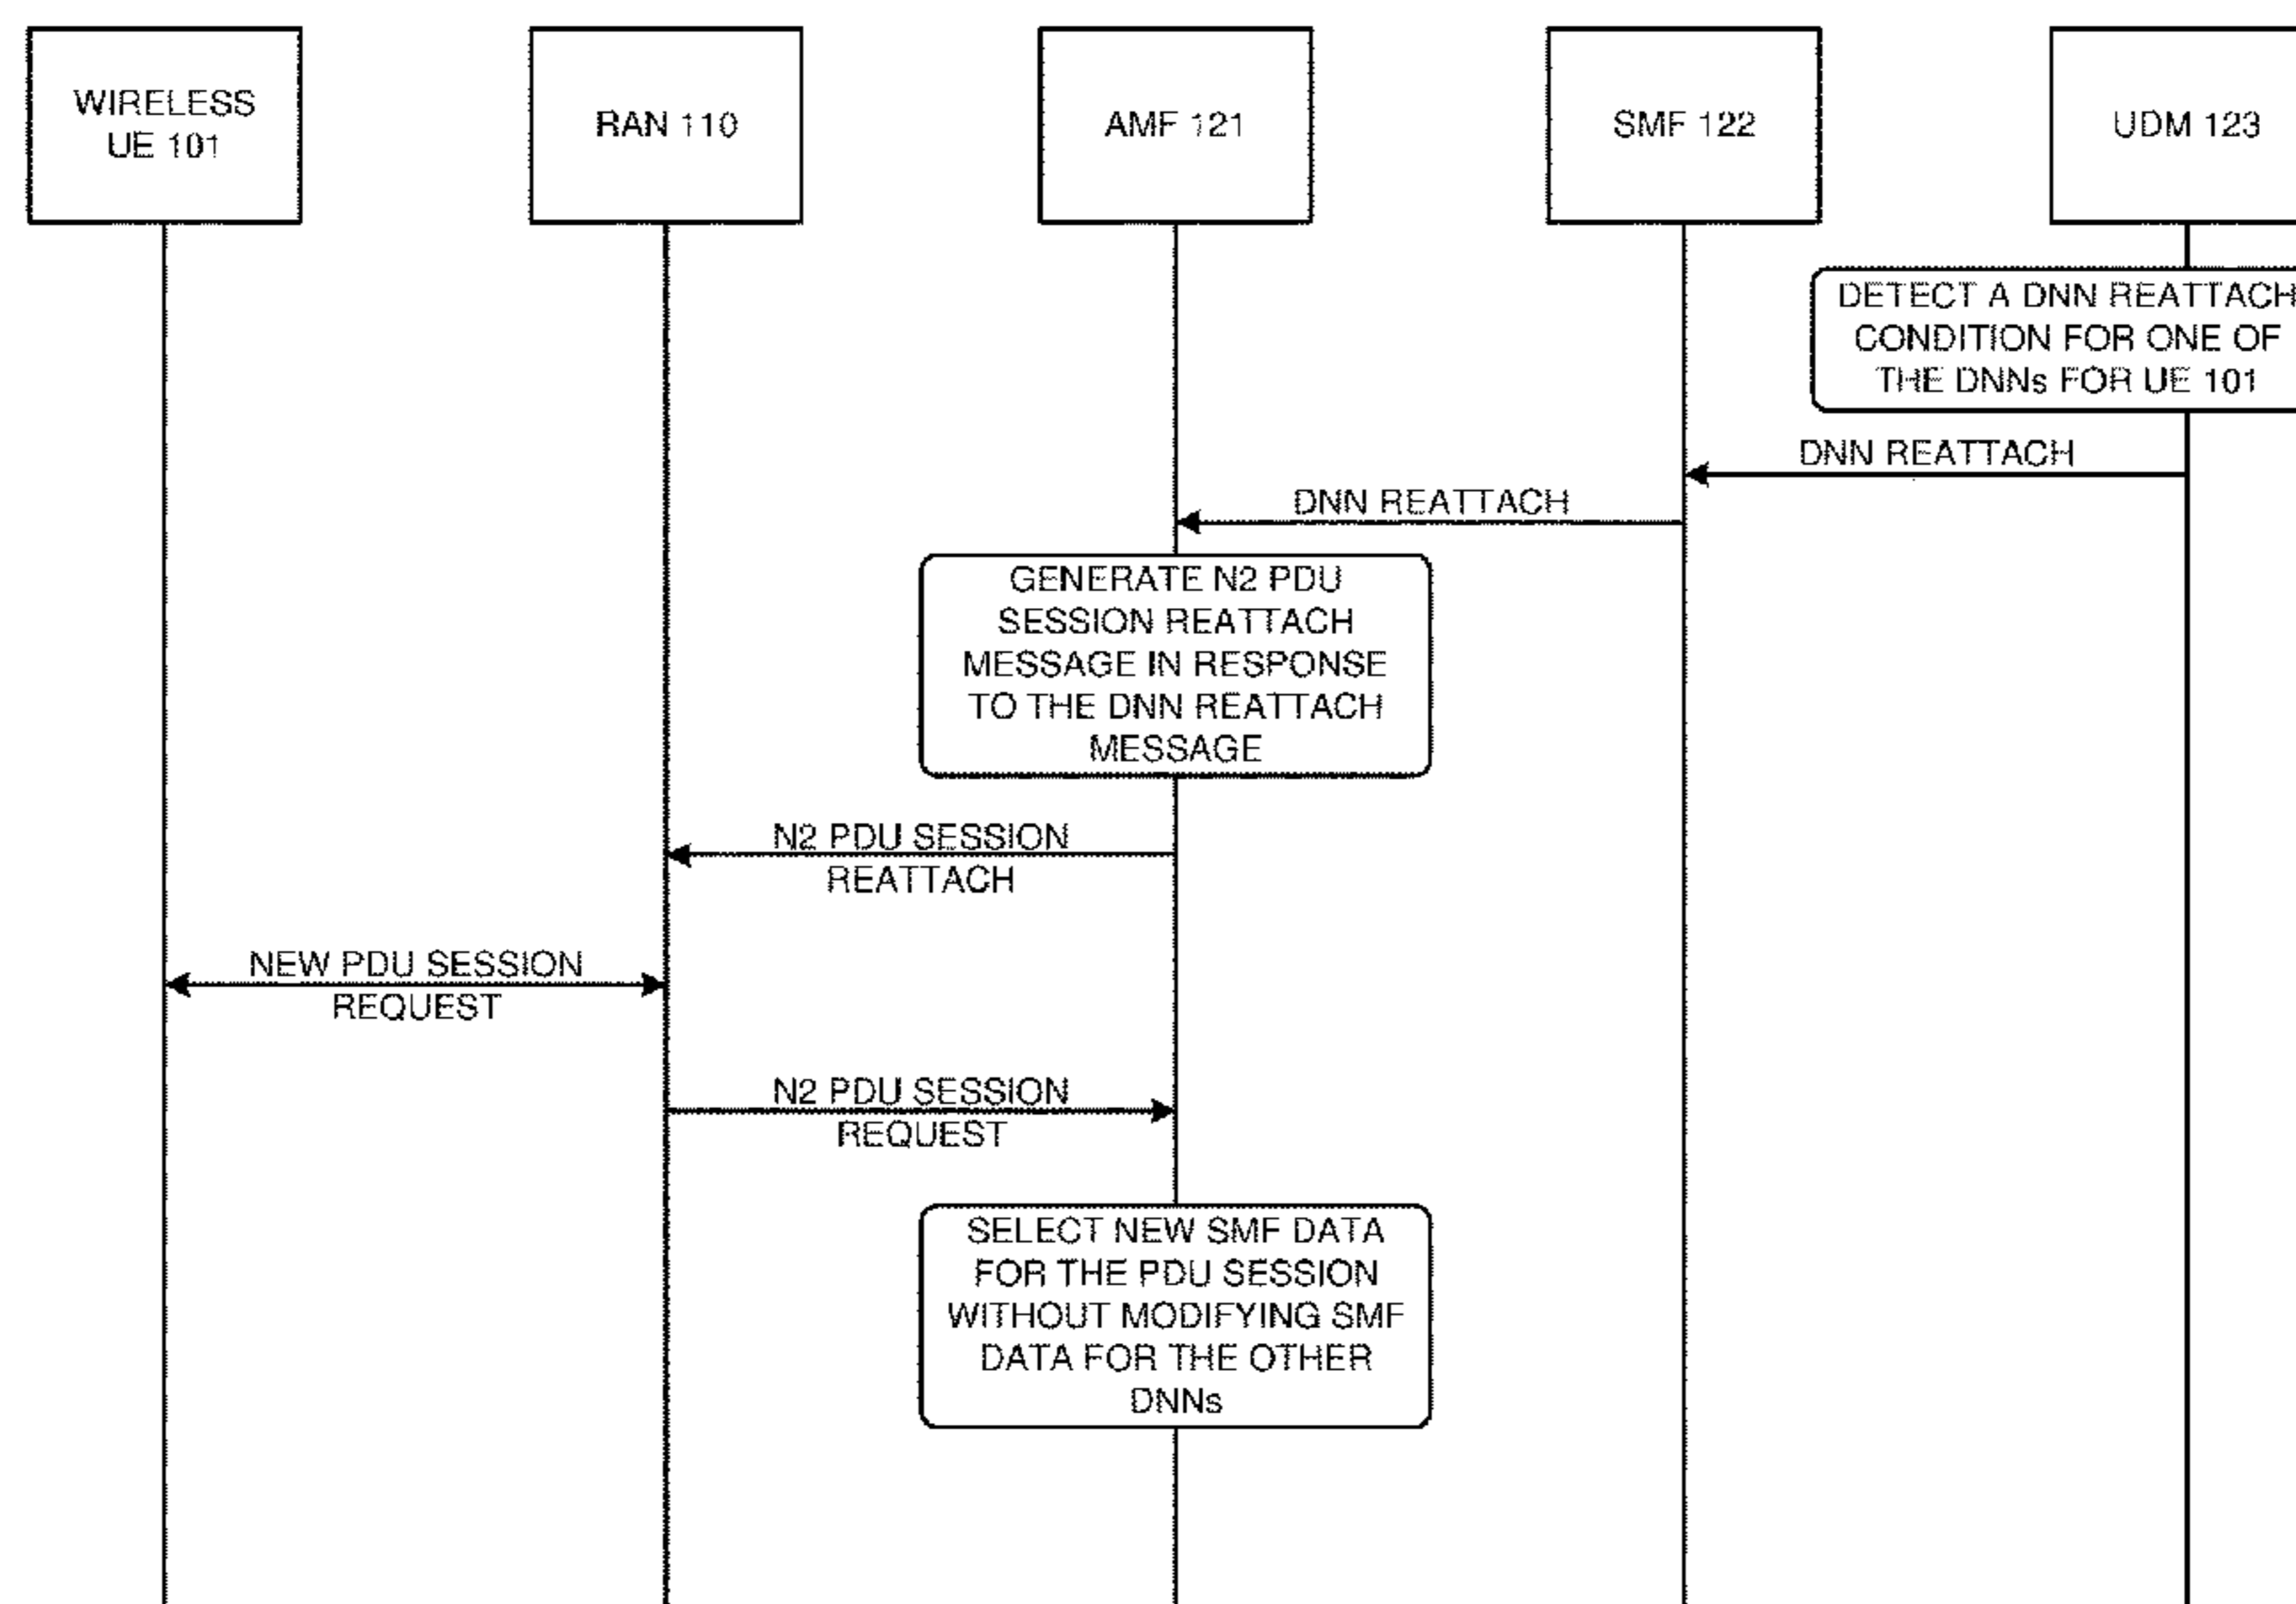 WIRELESS
UE 101
RAN 110
AMF 121
SMF 122
UDM 123
DETECT A DNN REATTACH
CONDITION FOR ONE OF
THE DNNs FOR UE 101
DNN REATTACH
DNN REATTACH
GENERATE N2 PDU
SESSION REATTACH
MESSAGE IN RESPONSE
TO THE DNN REATTACH
MESSAGE
N2 PDU SESSION
REATTACH
NEW PDU SESSION
REQUEST
N2 PDU SESSION
REQUEST
SELECT NEW SMF DATA
FOR THE PDU SESSION
WITHOUT MODIFYING SMF
DATA FOR THE OTHER
DNNs